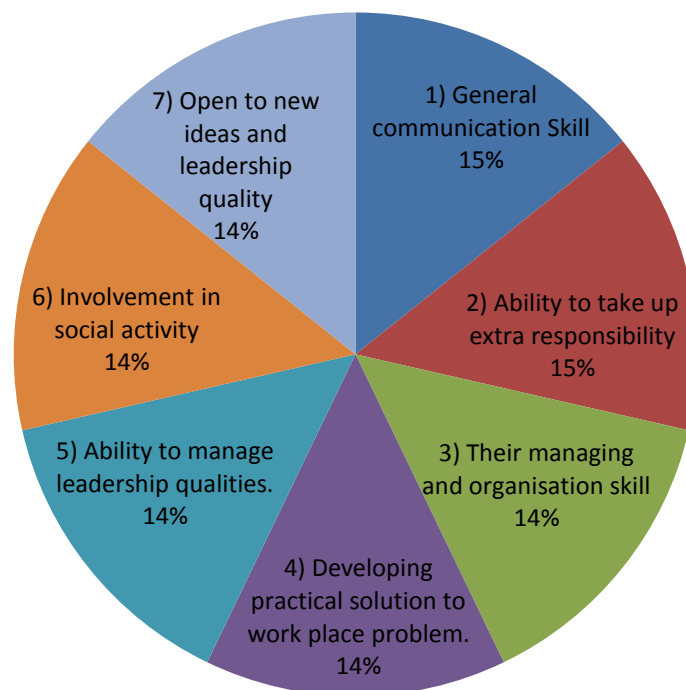 1) General
communication Skill
15%
2) Ability to take up
extra responsibility
15%
3) Their managing
and organisation skill
14%
4) Developing
practical solution to
work place problem.
14%
5) Ability to manage
leadership qualities.
14%
6) Involvement in
social activity
14%
7) Open to new
ideas and
leadership
quality
14%